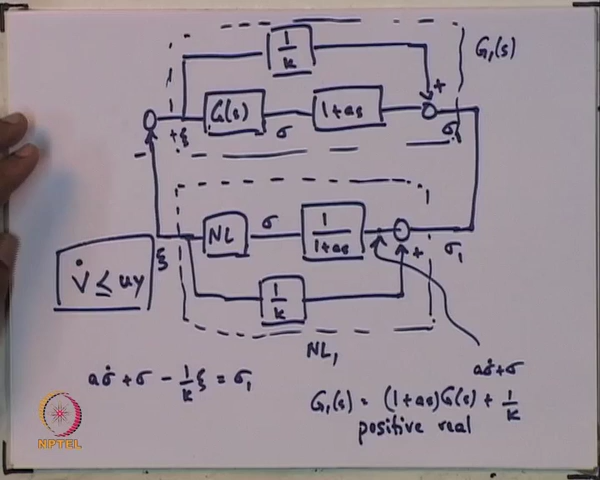 1/k
G₁(s)
G(s)
1+as
+
+ξ
σ
σ₁
-
NL
σ
1/(1+as)
+
σ₁
ξ
V̇ ≤ uy
1/k
NL₁
aσ̇+σ
aσ̇ + σ - 1/k ξ = σ₁
G₁(s) = (1+as)G(s) + 1/k
positive real
NPTEL